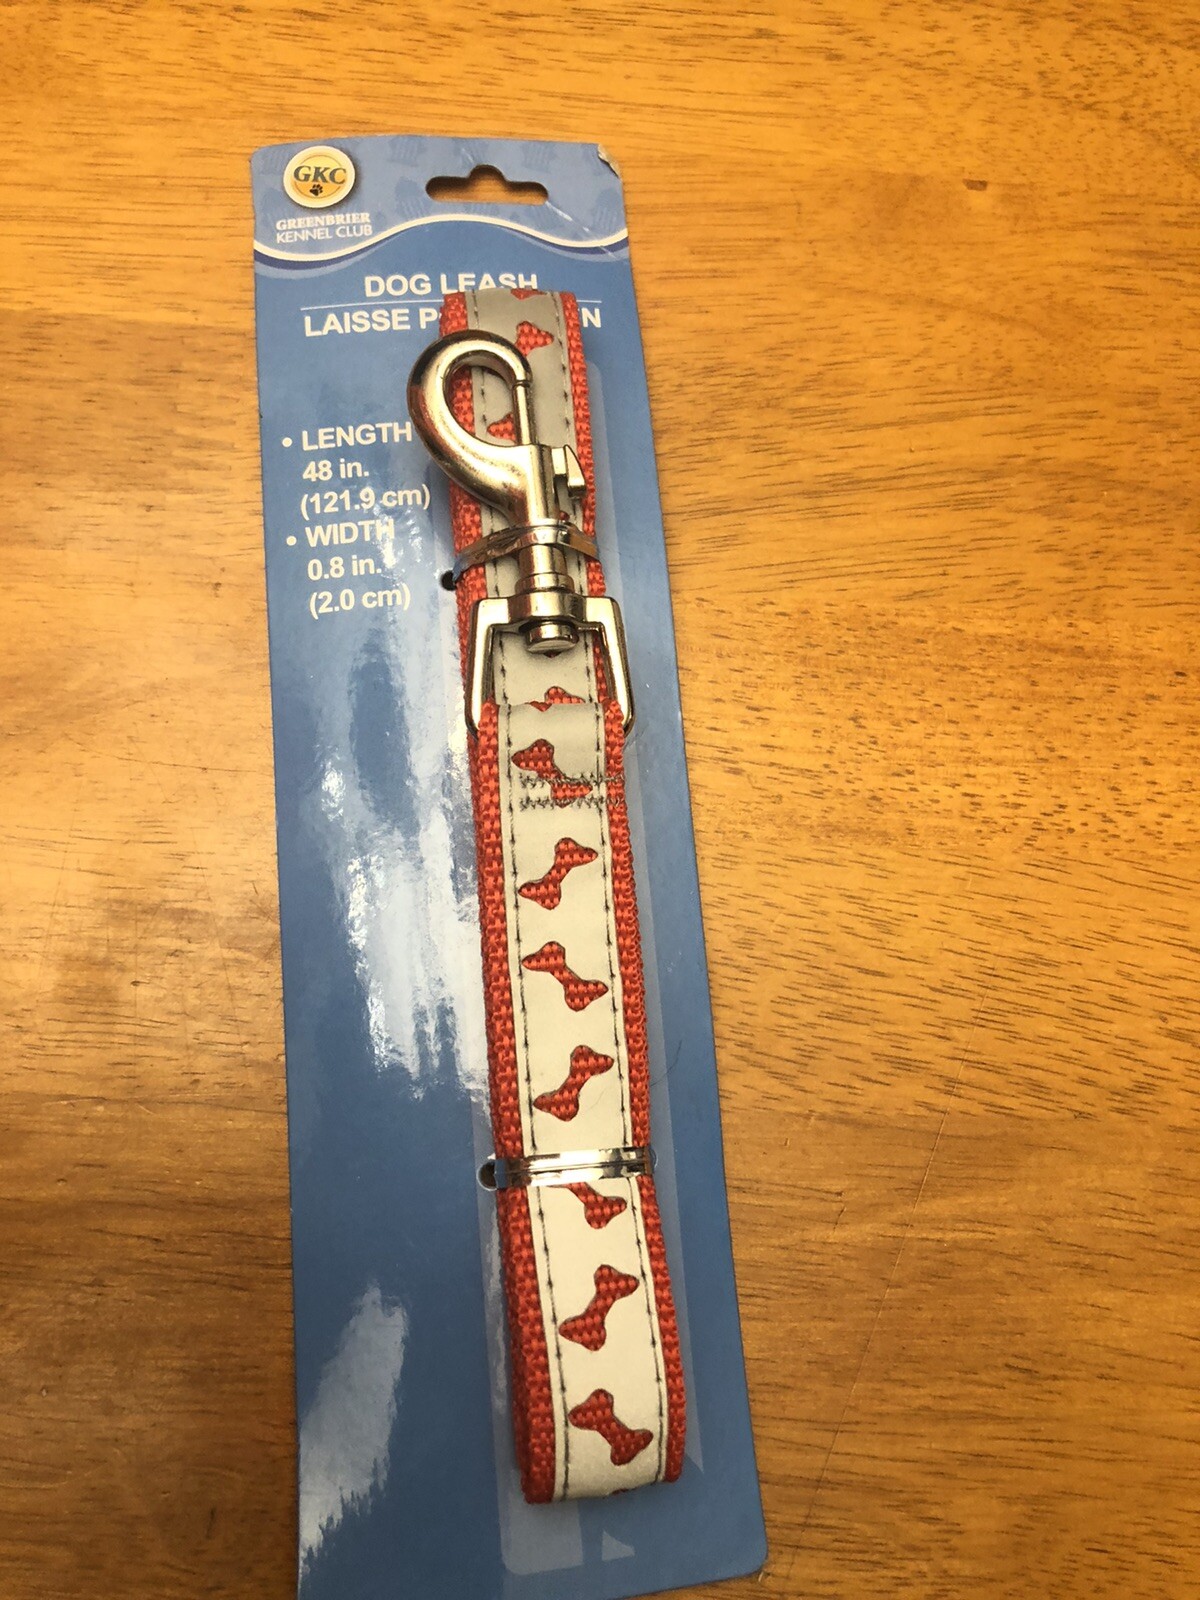 GKC
GREENBRIER
KENNEL CLUB
DOG LEASH
LAISSE
• LENGTH
48 in.
(121.9 cm)
• WIDTH
0.8 in.
(2.0 cm)